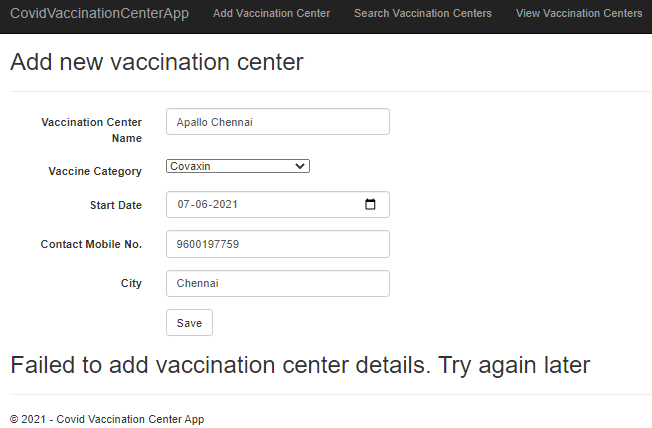 CovidVaccinationCenterApp Add Vaccination Center Search Vaccination Centers View Vaccination Centers
Add new vaccination center
Vaccination Center Name Apallo Chennai
Vaccine Category Covaxin
Start Date 07-06-2021
Contact Mobile No. 9600197759
City Chennai
Save
Failed to add vaccination center details. Try again later
© 2021 - Covid Vaccination Center App